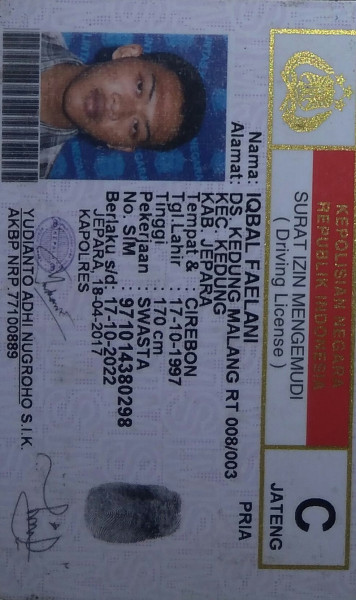 KEPOLISIAN NEGARA
REPUBLIK INDONESIA
SURAT IZIN MENGEMUDI
( Driving License )
C
JATENG
Nama: IQBAL FAELANI
Alamat: DS. KEDUNG MALANG RT 008/003
KEC. KEDUNG
KAB. JEPARA
PRIA
Tempat & : CIREBON
Tgl.Lahir : 17-10-1997
Tinggi : 170 cm
Pekerjaan : SWASTA
No. SIM : 971014380298
Berlaku s/d : 17-10-2022
JEPARA, 18-04-2017
KAPOLRES
YUDIANTO ADHI NUGROHO S.I.K.
AKBP NRP 77100889